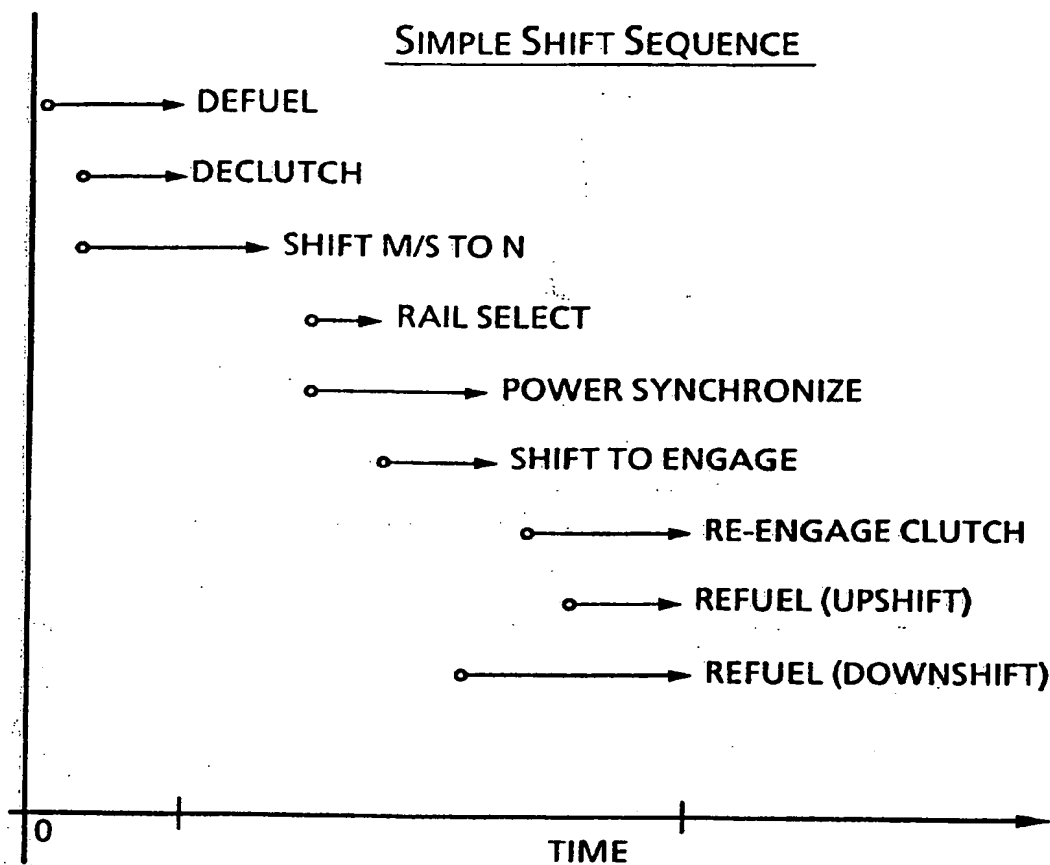 SIMPLE SHIFT SEQUENCE
DEFUEL
DECLUTCH
SHIFT M/S TO N
RAIL SELECT
POWER SYNCHRONIZE
SHIFT TO ENGAGE
RE-ENGAGE CLUTCH
REFUEL (UPSHIFT)
REFUEL (DOWNSHIFT)
0
TIME